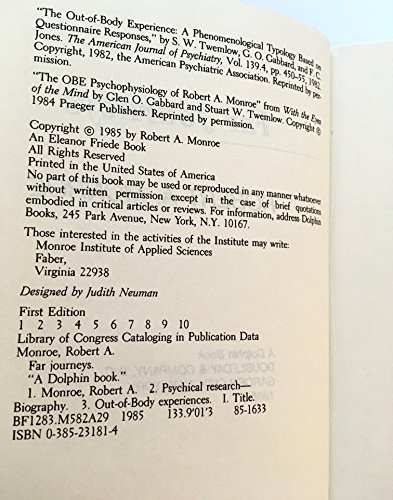 "The Out-of-Body Experience: A Phenomenological Typology Based on
Questionnaire Responses," by S. W. Twemlow, G. O. Gabbard, and F. C.
Jones. The American Journal of Psychiatry, Vol. 139.4, pp. 450–55, 1982.
Copyright, 1982, the American Psychiatric Association. Reprinted by per-
mission.
"The OBE Psychophysiology of Robert A. Monroe" from With the Eyes
of the Mind by Glen O. Gabbard and Stuart W. Twemlow. Copyright ©
1984 Praeger Publishers. Reprinted by permission.
Copyright © 1985 by Robert A. Monroe
An Eleanor Friede Book
All Rights Reserved
Printed in the United States of America
No part of this book may be used or reproduced in any manner whatsoever
without written permission except in the case of brief quotations
embodied in critical articles or reviews. For information, address Dolphin
Books, 245 Park Avenue, New York, N.Y. 10167.
Those interested in the activities of the Institute may write:
Monroe Institute of Applied Sciences
Faber,
Virginia 22938
Designed by Judith Neuman
First Edition
1 2 3 4 5 6 7 8 9 10
Library of Congress Cataloging in Publication Data
Monroe, Robert A.
Far journeys.
"A Dolphin book."
1. Monroe, Robert A. 2. Psychical research—
Biography. 3. Out-of-Body experiences. I. Title.
BF1283.M582A29 1985 133.9'01'3 85-1633
ISBN 0-385-23181-4
A Dolphin Book
DOUBLEDAY & COMPANY